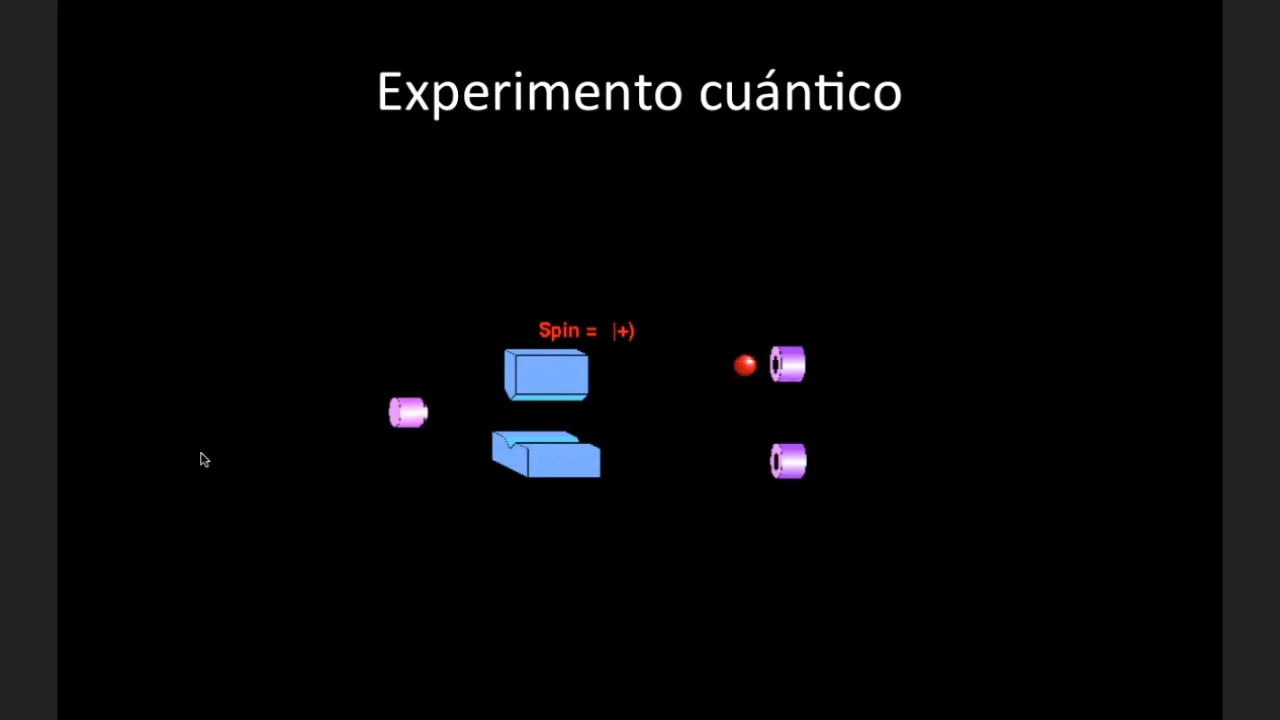 Experimento cuántico
Spin = |+)